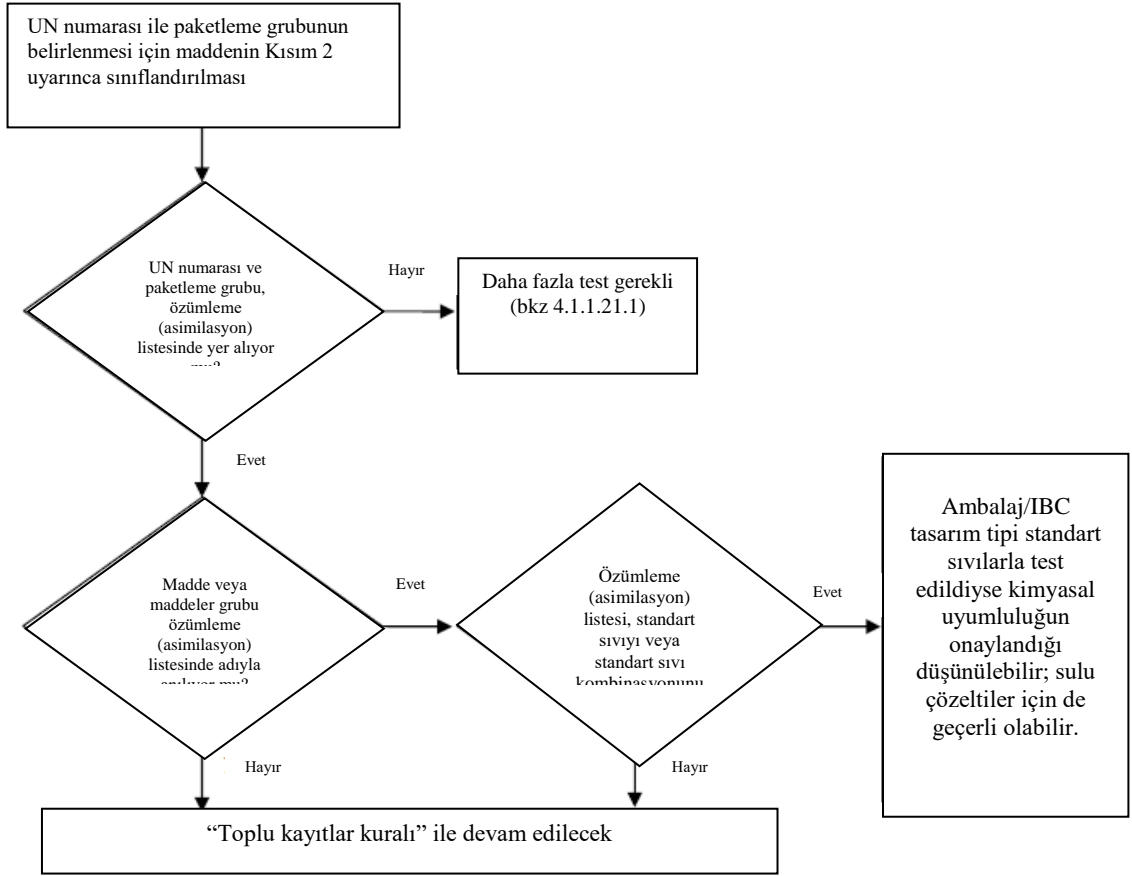 UN numarası ile paketleme grubunun
belirlenmesi için maddenin Kısım 2
uyarınca sınıflandırılması
UN numarası ve
paketleme grubu,
özümleme
(asimilasyon)
listesinde yer alıyor
Hayır
Daha fazla test gerekli
(bkz 4.1.1.21.1)
Evet
Madde veya
maddeler grubu
özümleme
(asimilasyon)
listesinde adıyla
Evet
Özümleme
(asimilasyon)
listesi, standart
sıvıyı veya
standart sıvı
kombinasyonunu
Evet
Ambalaj/IBC
tasarım tipi standart
sıvılarla test
edildiyse kimyasal
uyumluluğun
onaylandığı
düşünülebilir; sulu
çözeltiler için de
geçerli olabilir.
Hayır
Hayır
“Toplu kayıtlar kuralı” ile devam edilecek